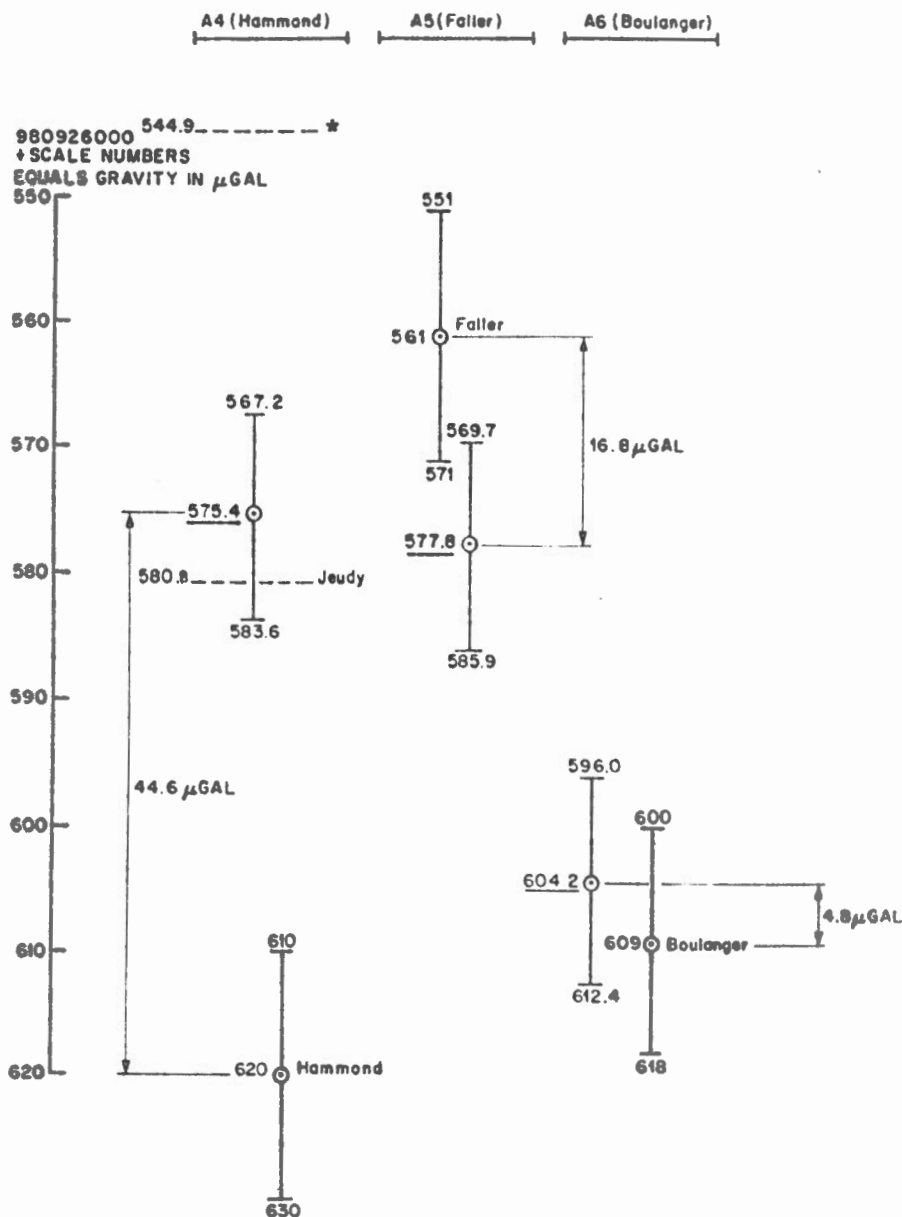 A4 (Hammond) A5 (Faller) A6 (Boulanger)
544.9 *
980926000
+ SCALE NUMBERS
EQUALS GRAVITY IN μGAL
550
551
560
561 Faller
567.2
570
569.7
16.8 μGAL
571
575.4
577.8
580
580.8 Jeudy
583.6
585.9
590
596.0
44.6 μGAL
600
600
604.2
4.8 μGAL
610
610
609 Boulanger
612.4
620
620 Hammond
618
630